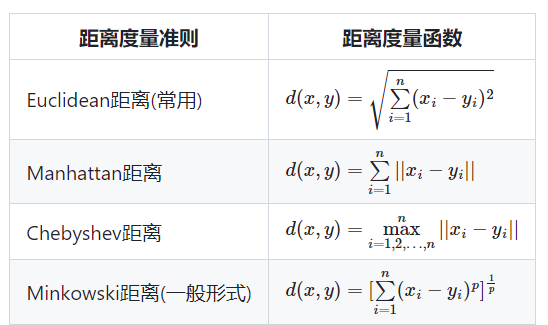 距离度量准则 距离度量函数
Euclidean距离(常用) $d(x,y)=\sqrt{\sum_{i=1}^{n}(x_i-y_i)^2}$
Manhattan距离 $d(x,y)=\sum_{i=1}^{n}||x_i-y_i||$
Chebyshev距离 $d(x,y)=\max_{i=1,2,\ldots,n}^{n}||x_i-y_i||$
Minkowski距离(一般形式) $d(x,y)=[\sum_{i=1}^{n}(x_i-y_i)^p]^{\frac{1}{p}}$